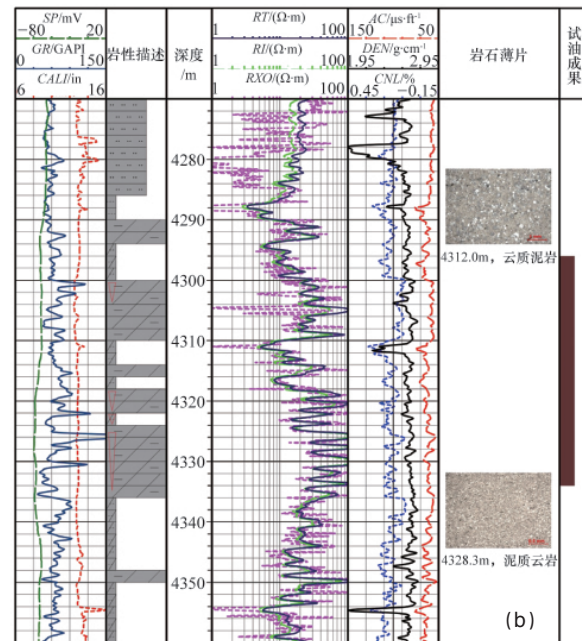 SP/mV
−80 20
GR/GAPI
0 150
CALI/in
6 16
岩性描述
深度
/m
RT/(Ω·m)
1 100
RI/(Ω·m)
1 100
RXO/(Ω·m)
1 100
AC/μs·ft⁻¹
150 50
DEN/g·cm⁻¹
1.95 2.95
CNL/%
0.45 −0.15
岩石薄片
试油成果
4280
4290
4300
4310
4320
4330
4340
4350
4312.0m，云质泥岩
4328.3m，泥质云岩
(b)